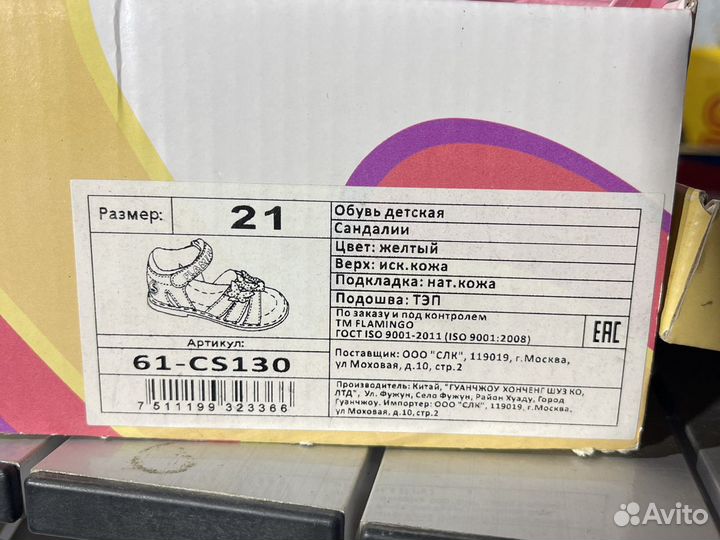 Размер:
21
Обувь детская
Сандалии
Цвет: желтый
Верх: иск.кожа
Подкладка: нат.кожа
Подошва: ТЭП
По заказу и под контролем
ТМ FLAMINGO
ГОСТ ISO 9001-2011 (ISO 9001:2008)
EAC
Артикул:
61-CS130
7 511199 323366
Поставщик: ООО "СЛК", 119019, г.Москва,
ул Моховая, д.10, стр.2
Производитель: Китай, "ГУАНЧЖОУ ХОНЧЕНГ ШУЗ КО,
ЛТД", Ул. Фужун, Село Фужун, Район Хуаду, Город
Гуанчжоу. Импортер: ООО "СЛК", 119019, г.Москва,
ул Моховая, д.10, стр.2
Avito